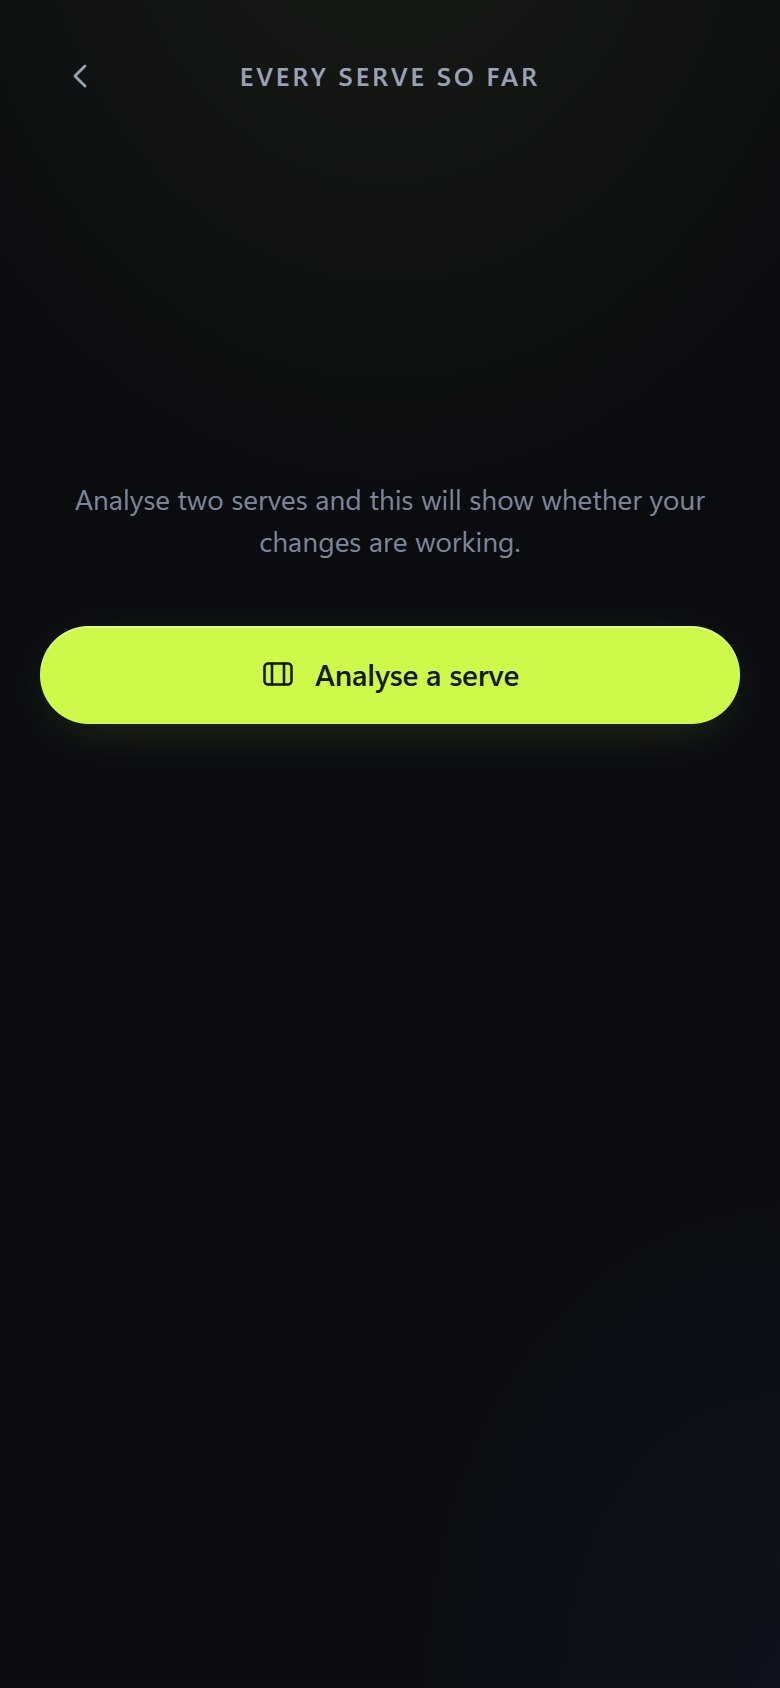 EVERY SERVE SO FAR
Analyse two serves and this will show whether your
changes are working.
Analyse a serve